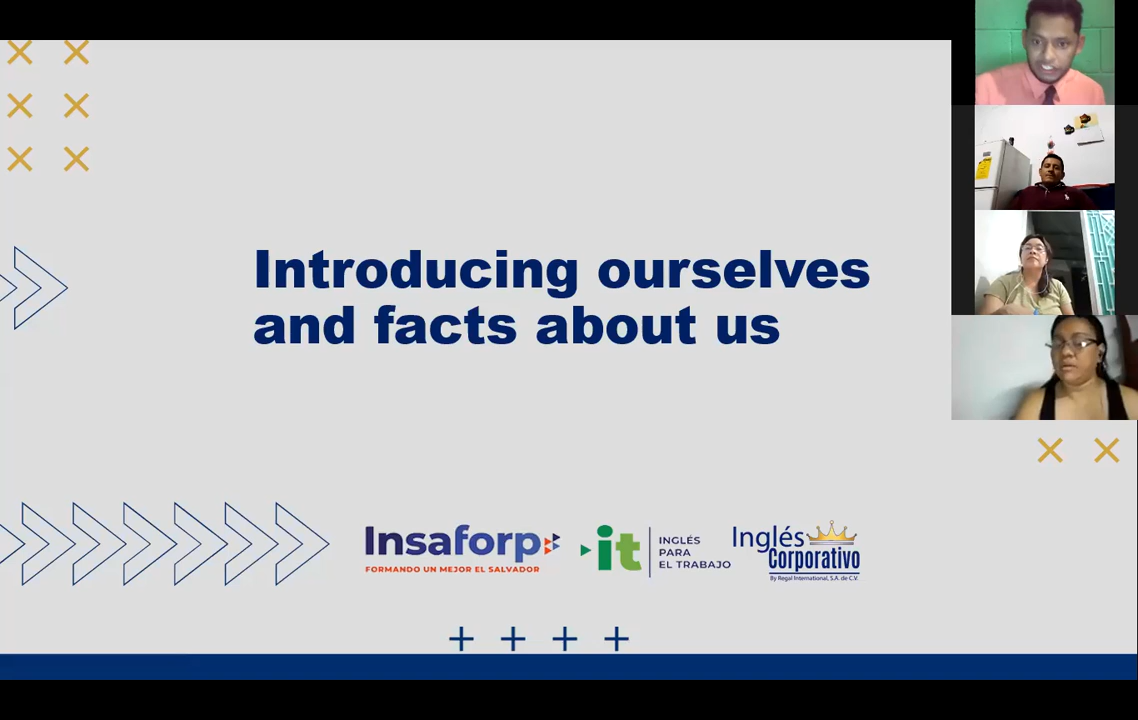 Introducing ourselves
and facts about us
Insaforp
FORMANDO UN MEJOR EL SALVADOR
it
INGLÉS
PARA
EL TRABAJO
Inglés
Corporativo
By Regal International, S.A. de C.V.